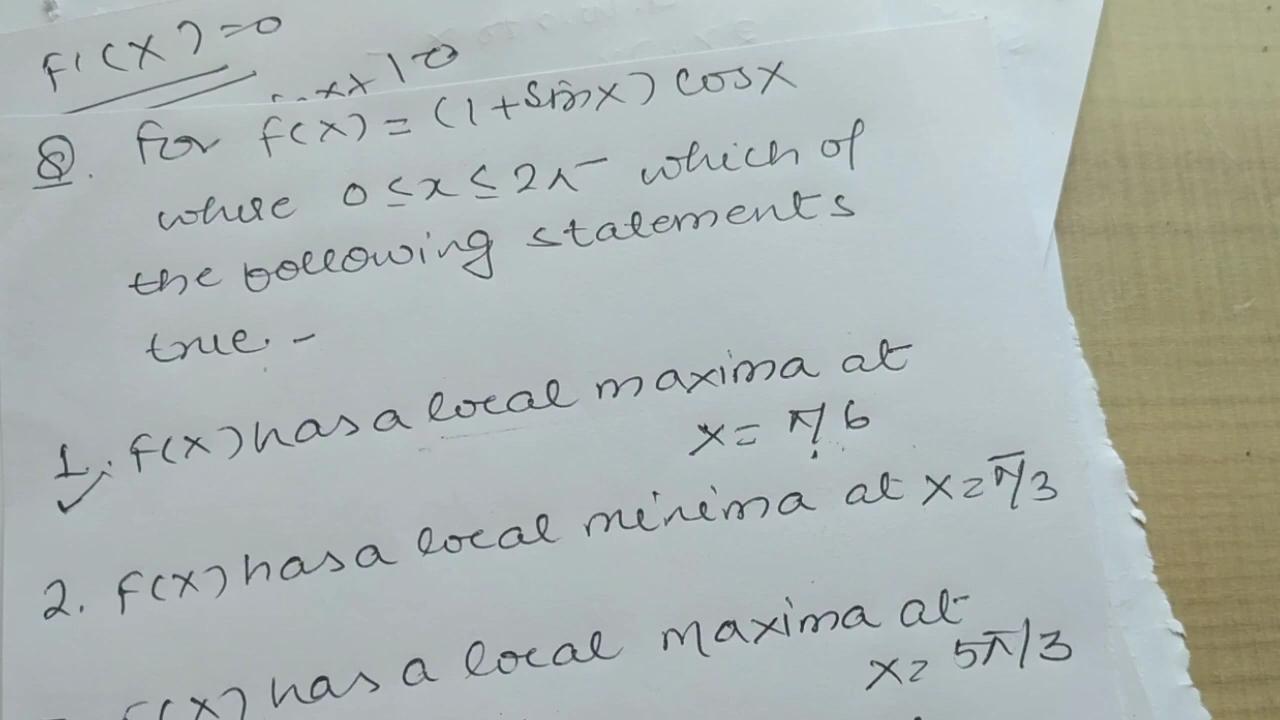 f'(x) = 0
Q. For f(x) = (1+sinx) cosx
where 0 ≤ x ≤ 2π which of
the following statements
true. -
1. f(x) has a local maxima at
x = π/6
2. f(x) has a local minima at x = π/3
f(x) has a local maxima at
x = 5π/3